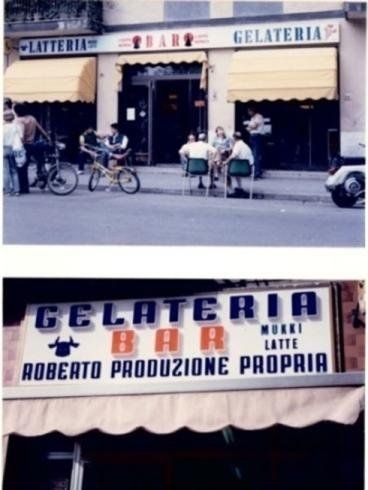 LATTERIA
BAR
GELATERIA
GELATERIA
BAR
MUKKI
LATTE
ROBERTO PRODUZIONE PROPRIA